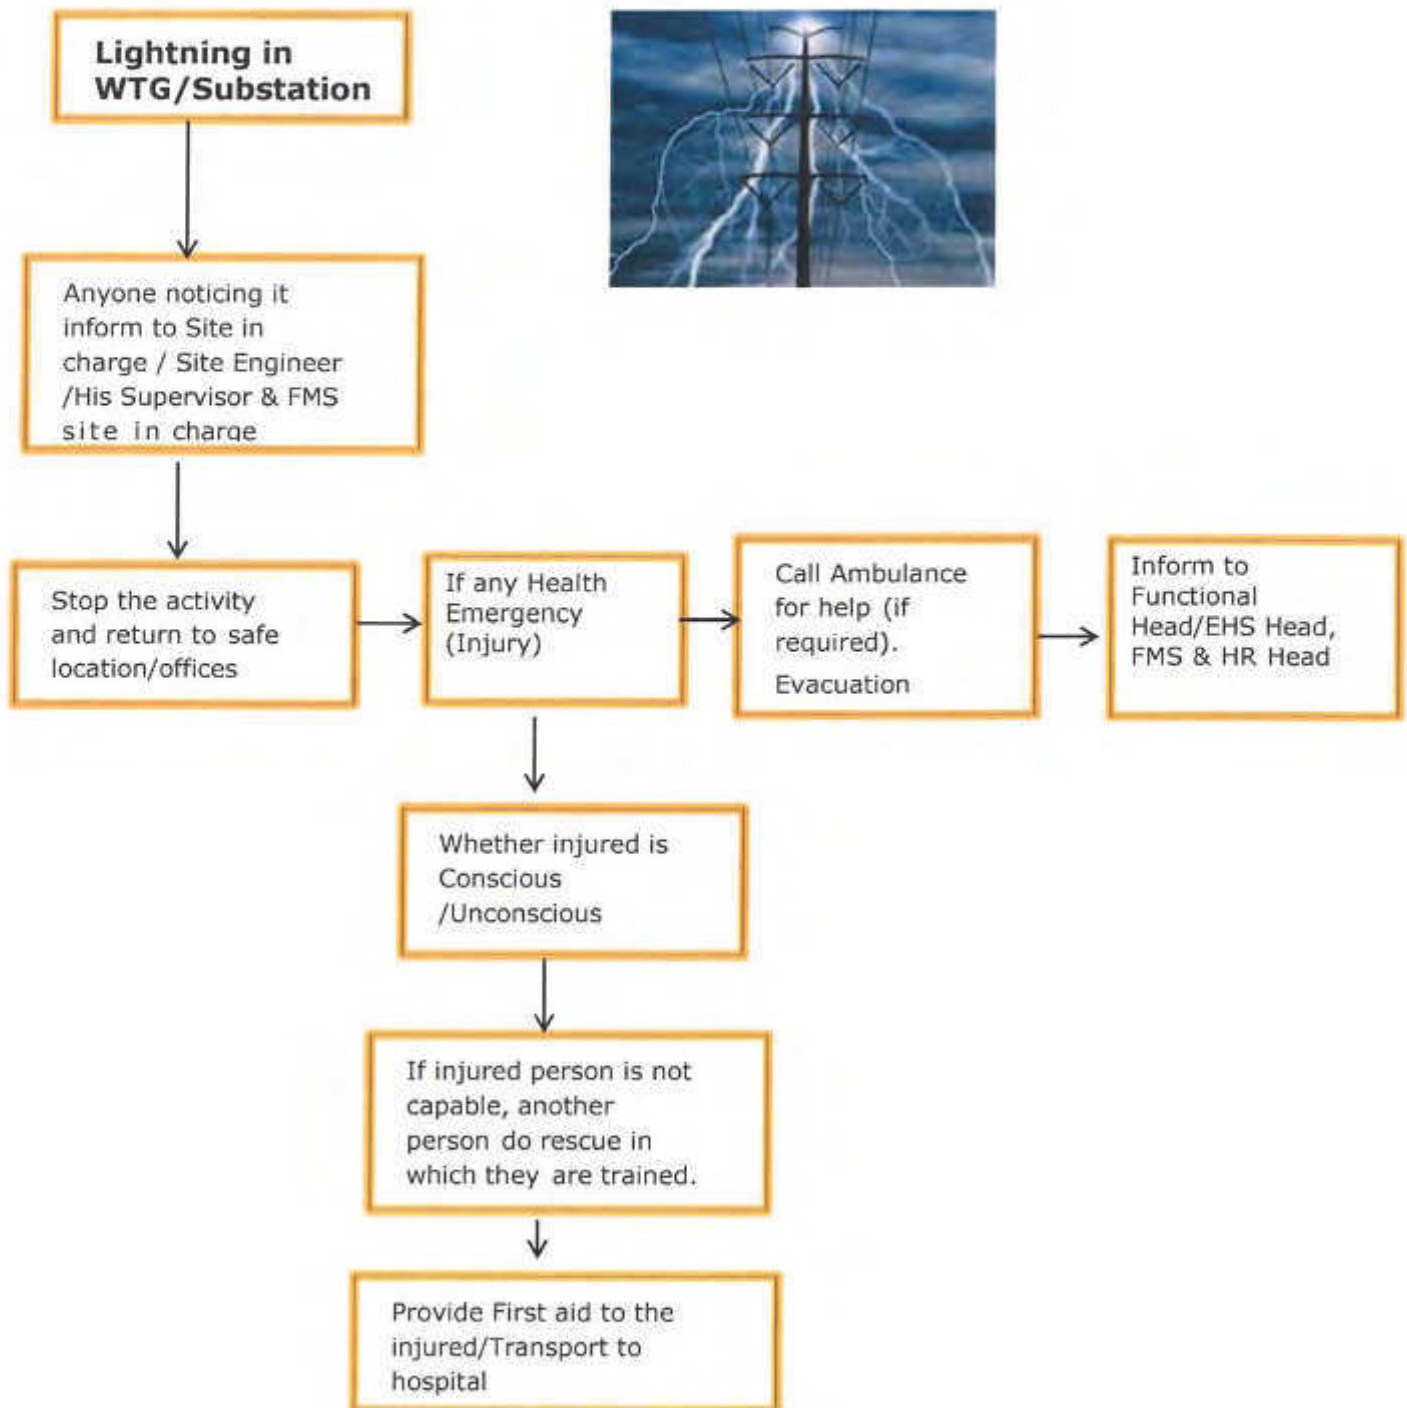 Lightning in
WTG/Substation
Anyone noticing it
inform to Site in
charge / Site Engineer
/His Supervisor & FMS
site in charge
Stop the activity
and return to safe
location/offices
If any Health
Emergency
(Injury)
Call Ambulance
for help (if
required).
Evacuation
Inform to
Functional
Head/EHS Head,
FMS & HR Head
Whether injured is
Conscious
/Unconscious
If injured person is not
capable, another
person do rescue in
which they are trained.
Provide First aid to the
injured/Transport to
hospital